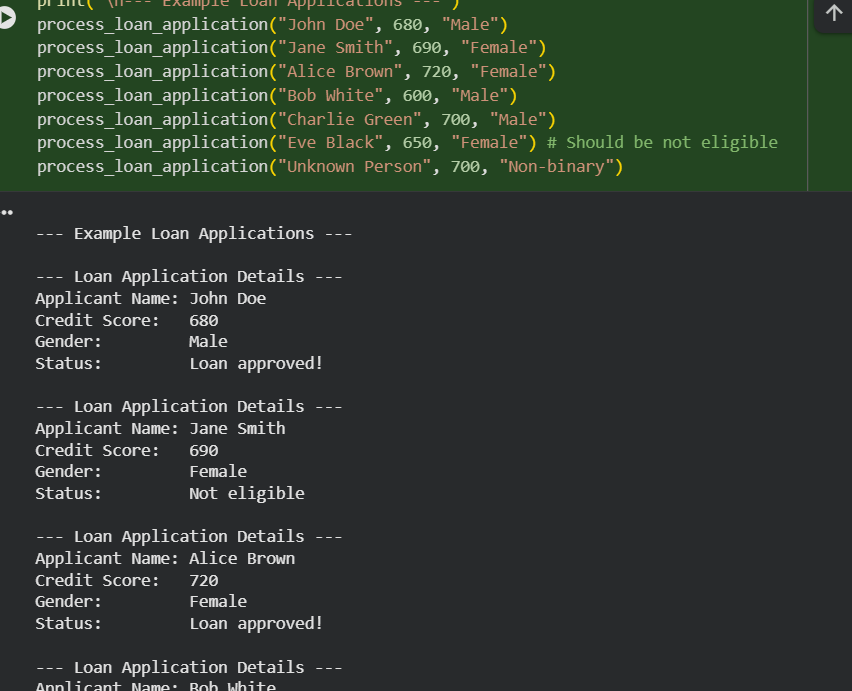 print("\n--- Example Loan Applications ---")
process_loan_application("John Doe", 680, "Male")
process_loan_application("Jane Smith", 690, "Female")
process_loan_application("Alice Brown", 720, "Female")
process_loan_application("Bob White", 600, "Male")
process_loan_application("Charlie Green", 700, "Male")
process_loan_application("Eve Black", 650, "Female") # Should be not eligible
process_loan_application("Unknown Person", 700, "Non-binary")
--- Example Loan Applications ---
--- Loan Application Details ---
Applicant Name: John Doe
Credit Score:   680
Gender:         Male
Status:         Loan approved!
--- Loan Application Details ---
Applicant Name: Jane Smith
Credit Score:   690
Gender:         Female
Status:         Not eligible
--- Loan Application Details ---
Applicant Name: Alice Brown
Credit Score:   720
Gender:         Female
Status:         Loan approved!
--- Loan Application Details ---
Applicant Name: Bob White